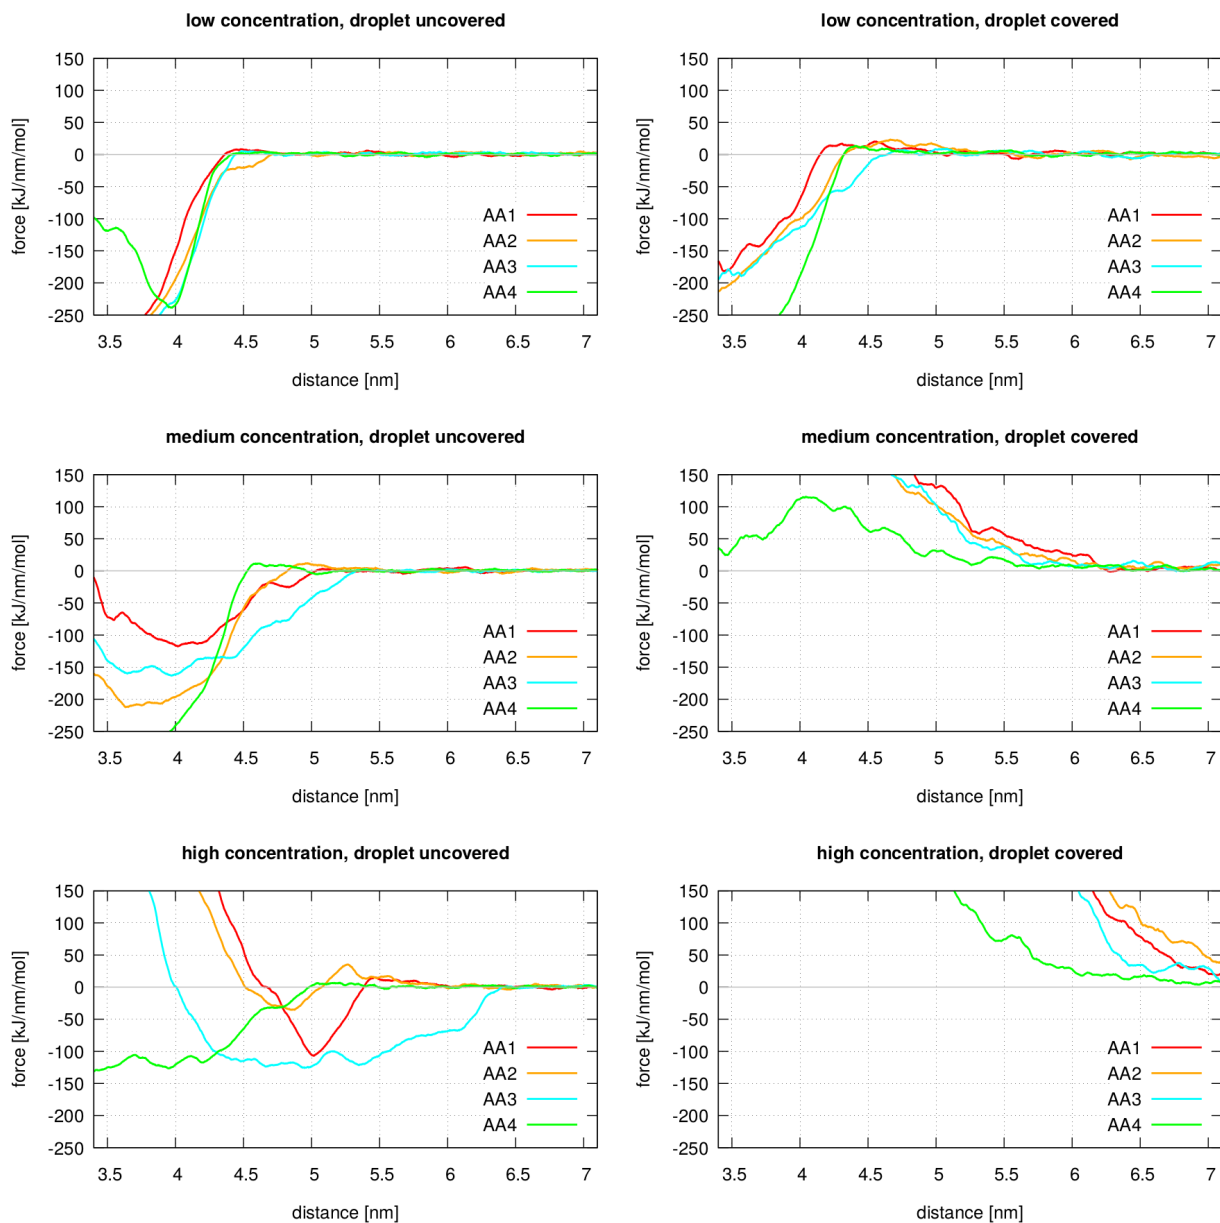 low concentration, droplet uncovered
150
100
50
0
-50
-100
-150
-200
-250
force [kJ/nm/mol]
AA1
AA2
AA3
AA4
3.5 4 4.5 5 5.5 6 6.5 7
distance [nm]
low concentration, droplet covered
150
100
50
0
-50
-100
-150
-200
-250
force [kJ/nm/mol]
AA1
AA2
AA3
AA4
3.5 4 4.5 5 5.5 6 6.5 7
distance [nm]
medium concentration, droplet uncovered
150
100
50
0
-50
-100
-150
-200
-250
force [kJ/nm/mol]
AA1
AA2
AA3
AA4
3.5 4 4.5 5 5.5 6 6.5 7
distance [nm]
medium concentration, droplet covered
150
100
50
0
-50
-100
-150
-200
-250
force [kJ/nm/mol]
AA1
AA2
AA3
AA4
3.5 4 4.5 5 5.5 6 6.5 7
distance [nm]
high concentration, droplet uncovered
150
100
50
0
-50
-100
-150
-200
-250
force [kJ/nm/mol]
AA1
AA2
AA3
AA4
3.5 4 4.5 5 5.5 6 6.5 7
distance [nm]
high concentration, droplet covered
150
100
50
0
-50
-100
-150
-200
-250
force [kJ/nm/mol]
AA1
AA2
AA3
AA4
3.5 4 4.5 5 5.5 6 6.5 7
distance [nm]